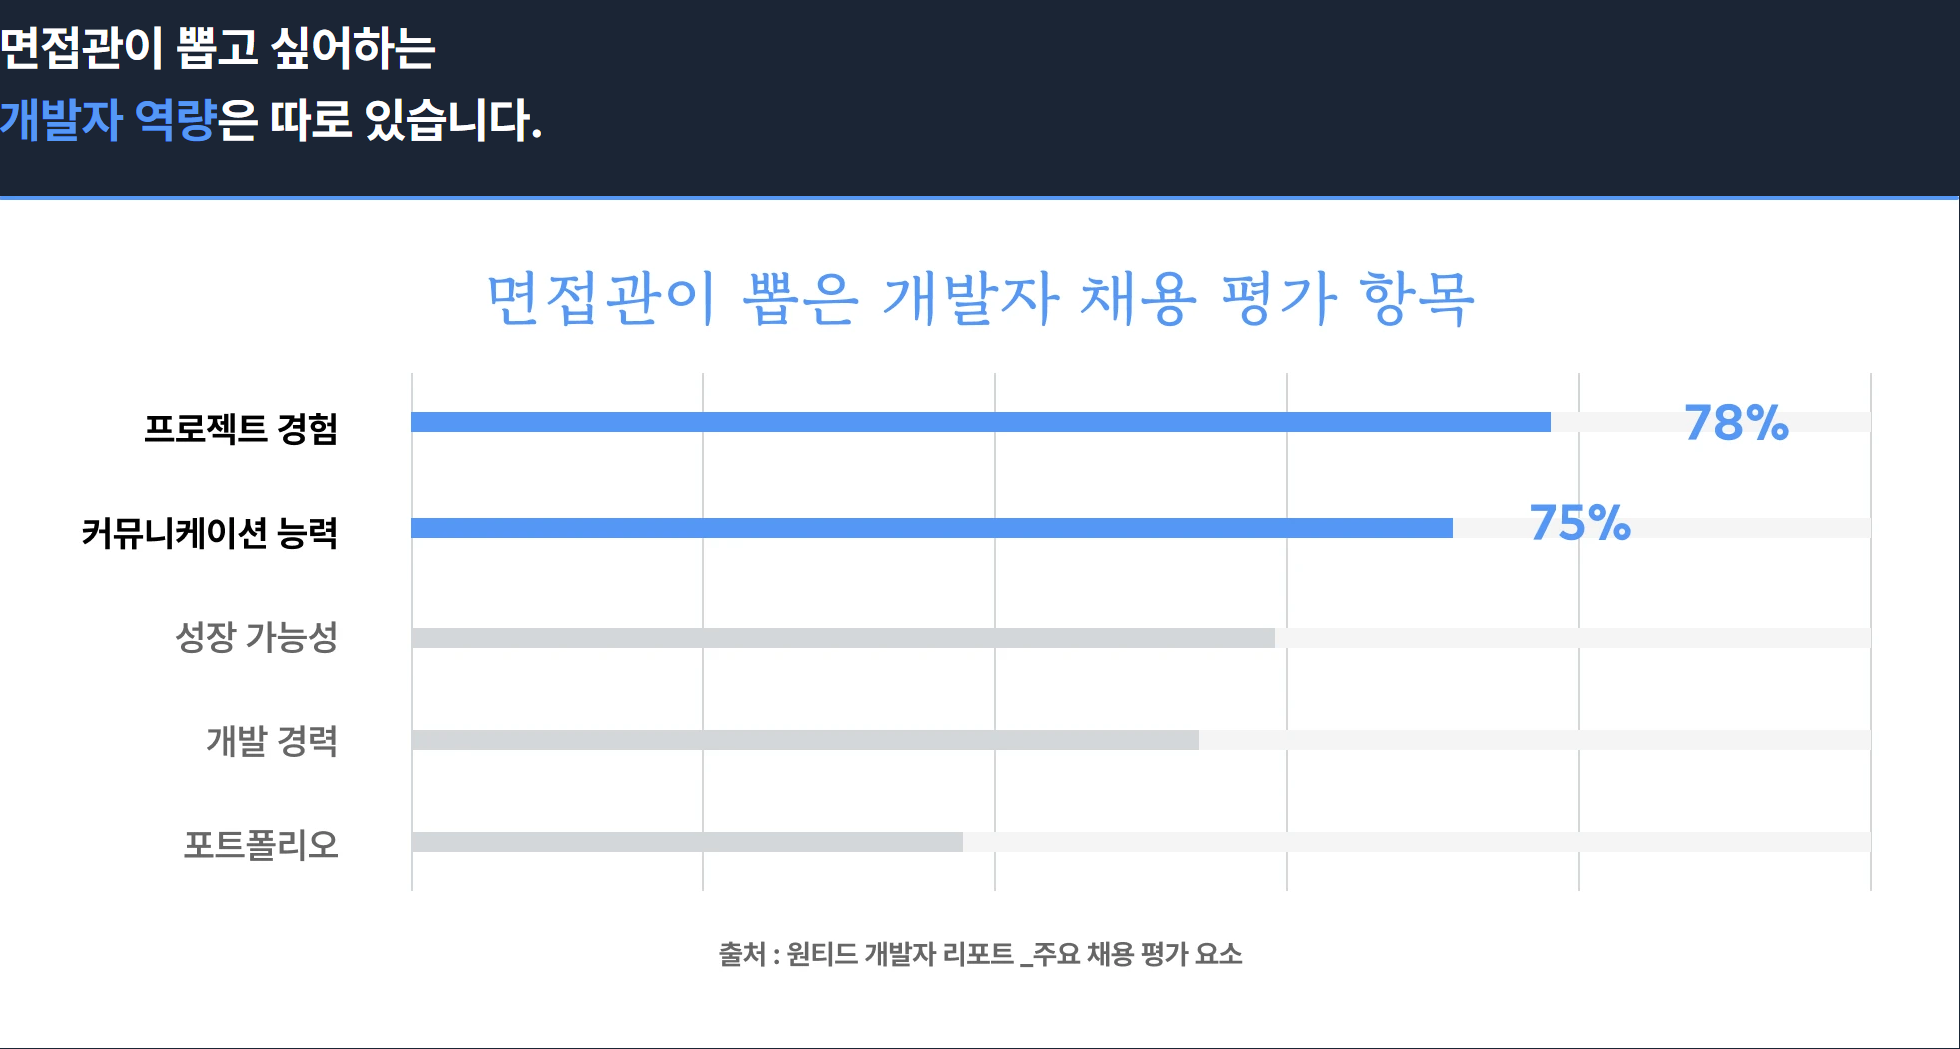 면접관이 뽑고 싶어하는
개발자 역량은 따로 있습니다.
면접관이 뽑은 개발자 채용 평가 항목
프로젝트 경험
78%
커뮤니케이션 능력
75%
성장 가능성
개발 경력
포트폴리오
출처 : 원티드 개발자 리포트 _주요 채용 평가 요소